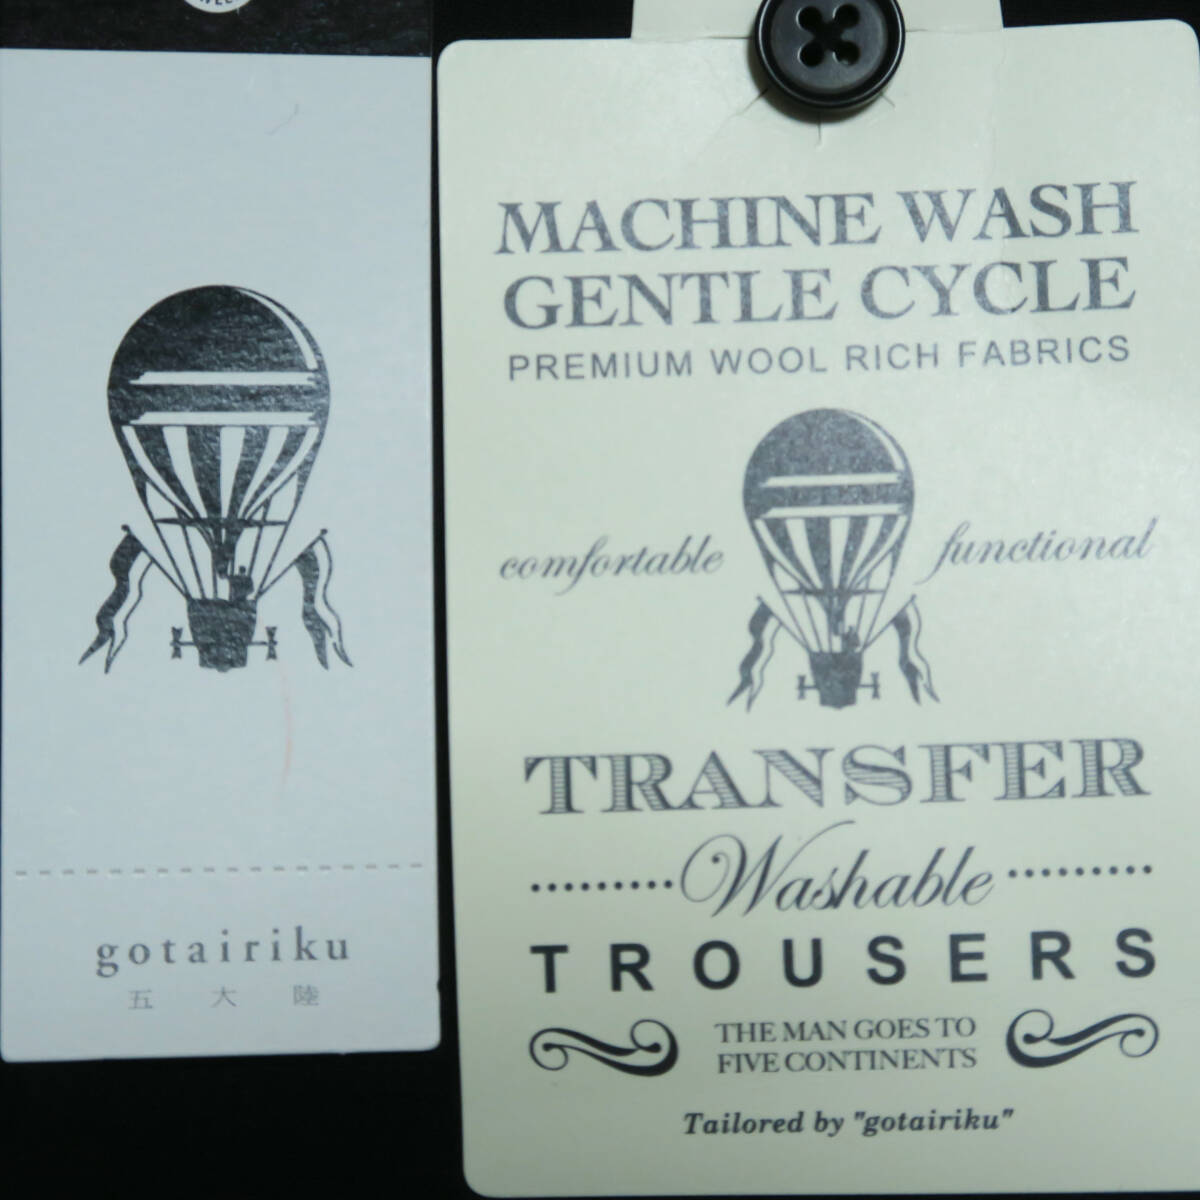 gotairiku
五大陸
MACHINE WASH
GENTLE CYCLE
PREMIUM WOOL RICH FABRICS
comfortable functional
TRANSFER
Washable
TROUSERS
THE MAN GOES TO
FIVE CONTINENTS
Tailored by "gotairiku"